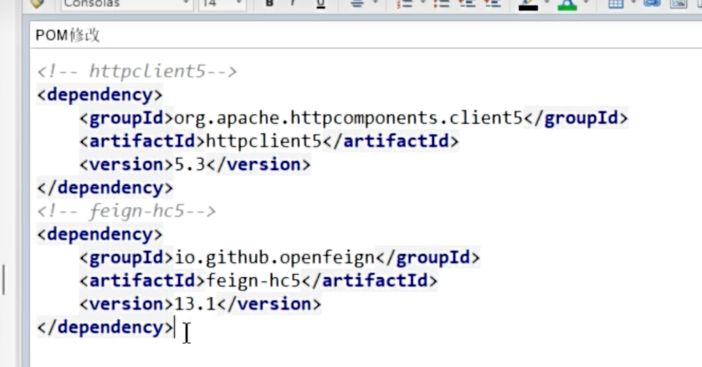 Consolas
14
B I U
A
POM修改
<!-- httpclient5-->
<dependency>
<groupId>org.apache.httpcomponents.client5</groupId>
<artifactId>httpclient5</artifactId>
<version>5.3</version>
</dependency>
<!-- feign-hc5-->
<dependency>
<groupId>io.github.openfeign</groupId>
<artifactId>feign-hc5</artifactId>
<version>13.1</version>
</dependency>